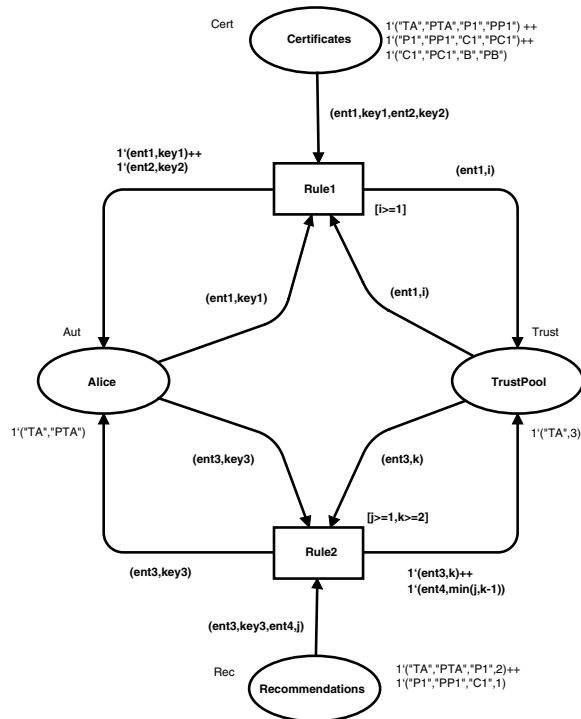 Cert
Certificates
1‘("TA","PTA","P1","PP1") ++
1‘("P1","PP1","C1","PC1")++
1‘("C1","PC1","B","PB")
(ent1,key1,ent2,key2)
1‘(ent1,key1)++
1‘(ent2,key2)
Rule1
(ent1,i)
[i>=1]
(ent1,key1)
(ent1,i)
Aut
Trust
Alice
TrustPool
1‘("TA","PTA")
1‘("TA",3)
(ent3,key3)
(ent3,k)
[j>=1,k>=2]
Rule2
(ent3,key3)
1‘(ent3,k)++
1‘(ent4,min(j,k-1))
(ent3,key3,ent4,j)
Rec
Recommendations
1‘("TA","PTA","P1",2)++
1‘("P1","PP1","C1",1)